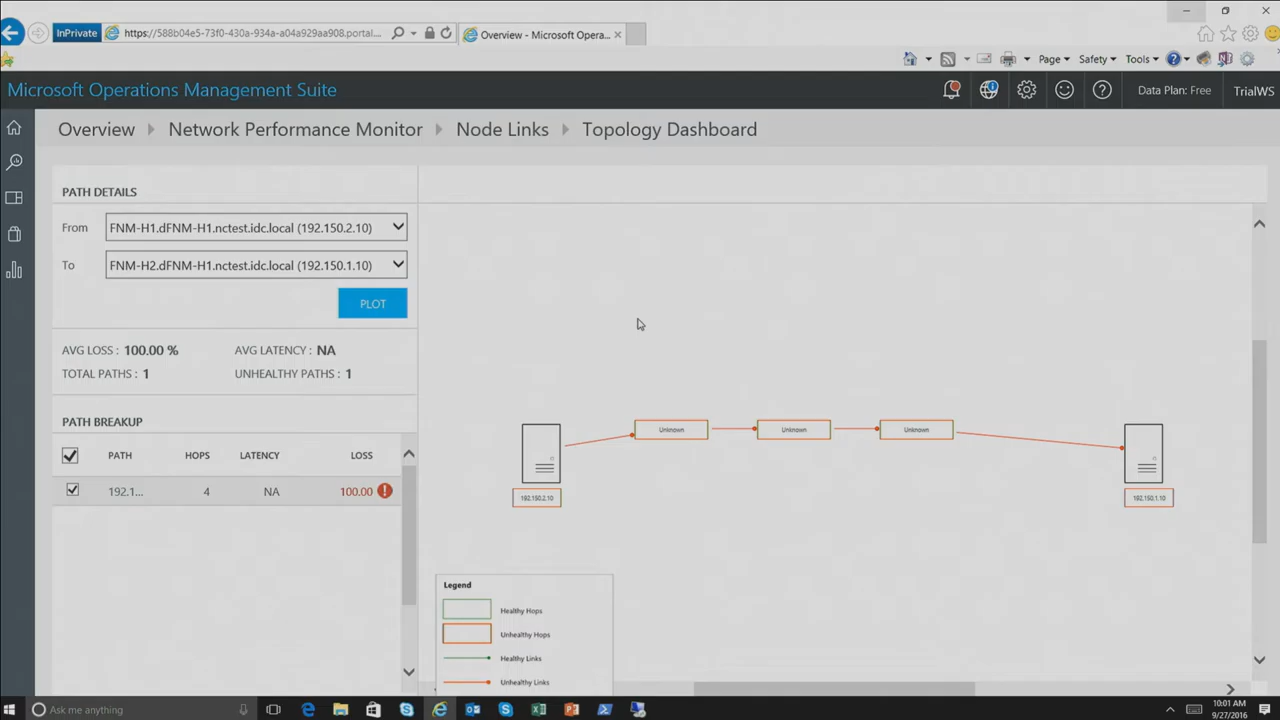 InPrivate
https://588b04e5-73f0-430a-934a-a04a929aa908.portal...
Overview - Microsoft Opera...
Page
Safety
Tools
Microsoft Operations Management Suite
Data Plan: Free
TrialWS
Overview
Network Performance Monitor
Node Links
Topology Dashboard
PATH DETAILS
From
FNM-H1.dFNM-H1.nctest.idc.local (192.150.2.10)
To
FNM-H2.dFNM-H1.nctest.idc.local (192.150.1.10)
PLOT
AVG LOSS : 100.00 %
AVG LATENCY : NA
TOTAL PATHS : 1
UNHEALTHY PATHS : 1
PATH BREAKUP
PATH HOPS LATENCY LOSS
192.1... 4 NA 100.00
Unknown
Unknown
Unknown
192.150.2.10
192.150.1.10
Legend
Healthy Hops
Unhealthy Hops
Healthy Links
Unhealthy Links
Ask me anything
10:01 AM
9/27/2016